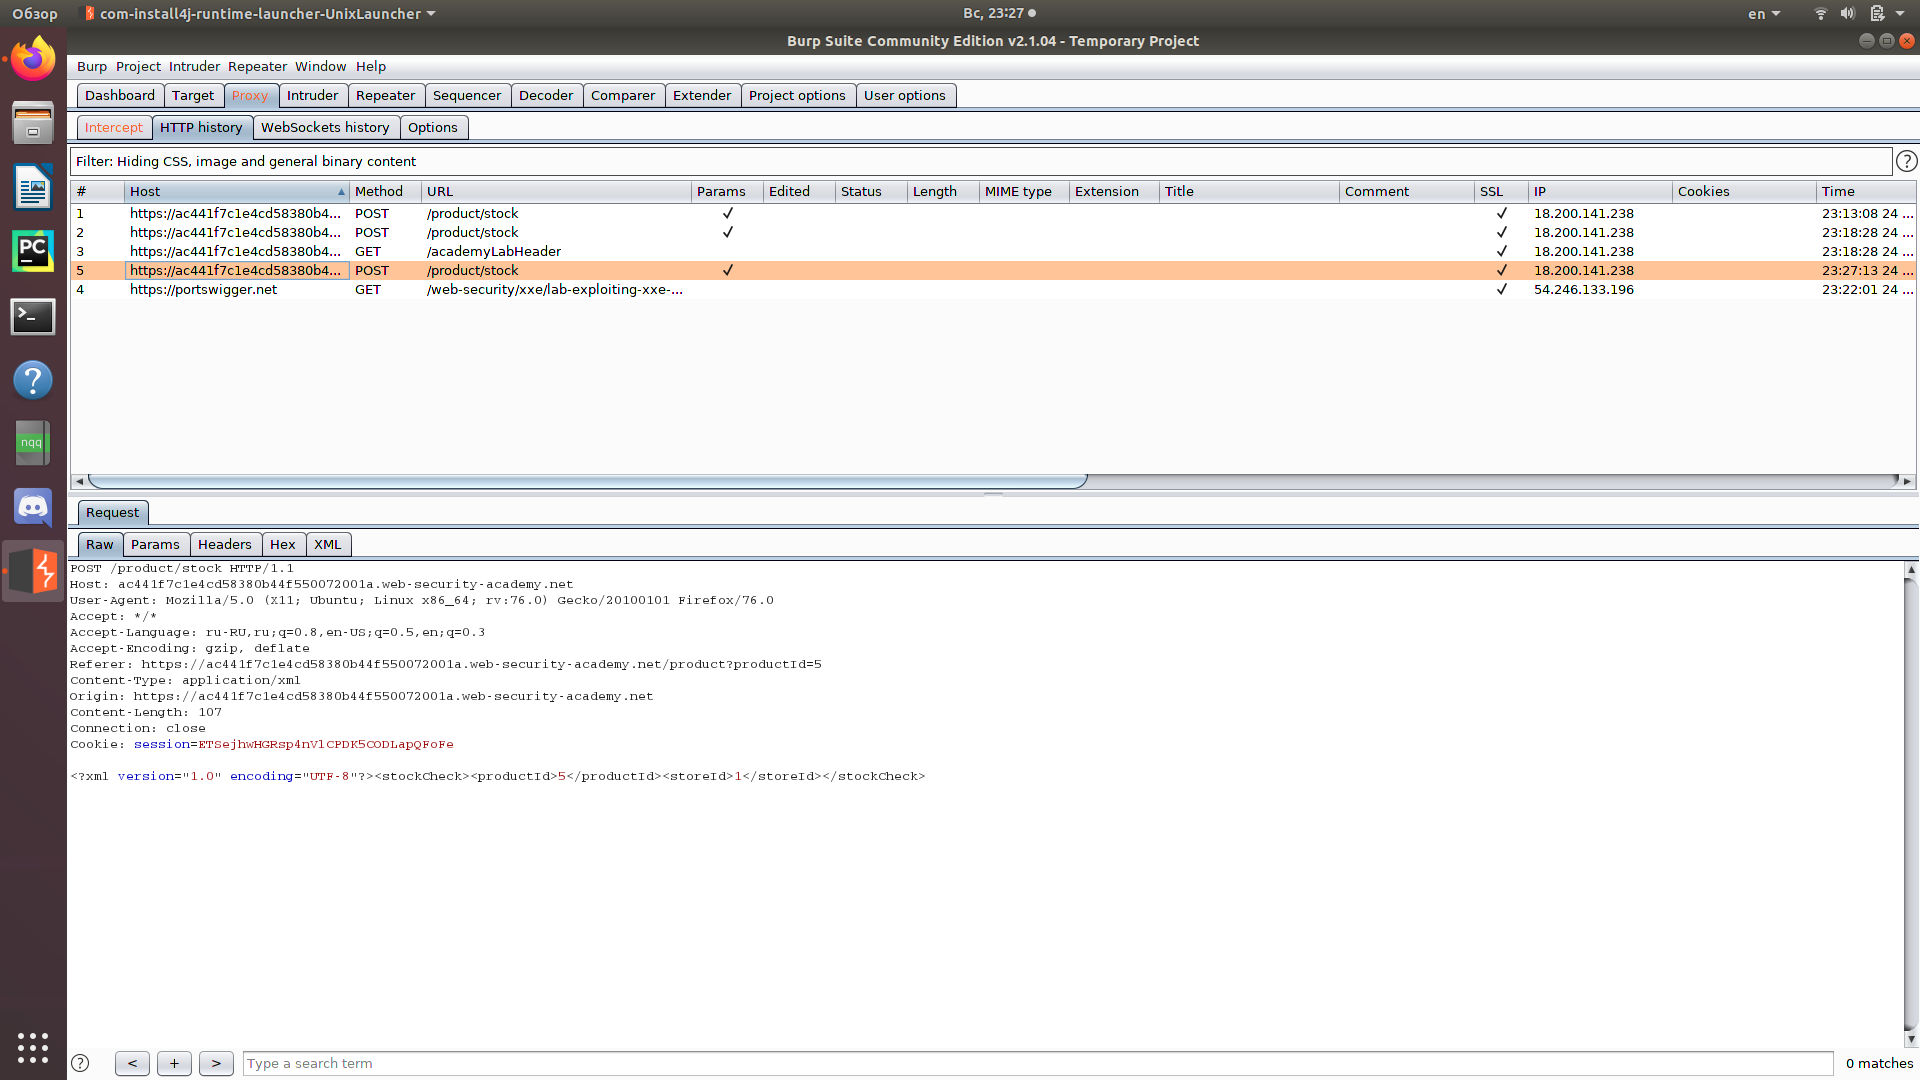 Обзор com-install4j-runtime-launcher-UnixLauncher Вс, 23:27 en
Burp Suite Community Edition v2.1.04 - Temporary Project
Burp Project Intruder Repeater Window Help
Dashboard Target Proxy Intruder Repeater Sequencer Decoder Comparer Extender Project options User options
Intercept HTTP history WebSockets history Options
Filter: Hiding CSS, image and general binary content ?
# Host Method URL Params Edited Status Length MIME type Extension Title Comment SSL IP Cookies Time
1 https://ac441f7c1e4cd58380b4... POST /product/stock ✓ ✓ 18.200.141.238 23:13:08 24 ...
2 https://ac441f7c1e4cd58380b4... POST /product/stock ✓ ✓ 18.200.141.238 23:18:28 24 ...
3 https://ac441f7c1e4cd58380b4... GET /academyLabHeader ✓ 18.200.141.238 23:18:28 24 ...
5 https://ac441f7c1e4cd58380b4... POST /product/stock ✓ ✓ 18.200.141.238 23:27:13 24 ...
4 https://portswigger.net GET /web-security/xxe/lab-exploiting-xxe-... ✓ 54.246.133.196 23:22:01 24 ...
PC
nqq
Request
Raw Params Headers Hex XML
POST /product/stock HTTP/1.1
Host: ac441f7c1e4cd58380b44f550072001a.web-security-academy.net
User-Agent: Mozilla/5.0 (X11; Ubuntu; Linux x86_64; rv:76.0) Gecko/20100101 Firefox/76.0
Accept: */*
Accept-Language: ru-RU,ru;q=0.8,en-US;q=0.5,en;q=0.3
Accept-Encoding: gzip, deflate
Referer: https://ac441f7c1e4cd58380b44f550072001a.web-security-academy.net/product?productId=5
Content-Type: application/xml
Origin: https://ac441f7c1e4cd58380b44f550072001a.web-security-academy.net
Content-Length: 107
Connection: close
Cookie: session=ETSejhwHGRsp4nVlCPDK5CODLapQFoFe
<?xml version="1.0" encoding="UTF-8"?><stockCheck><productId>5</productId><storeId>1</storeId></stockCheck>
? < + > Type a search term 0 matches